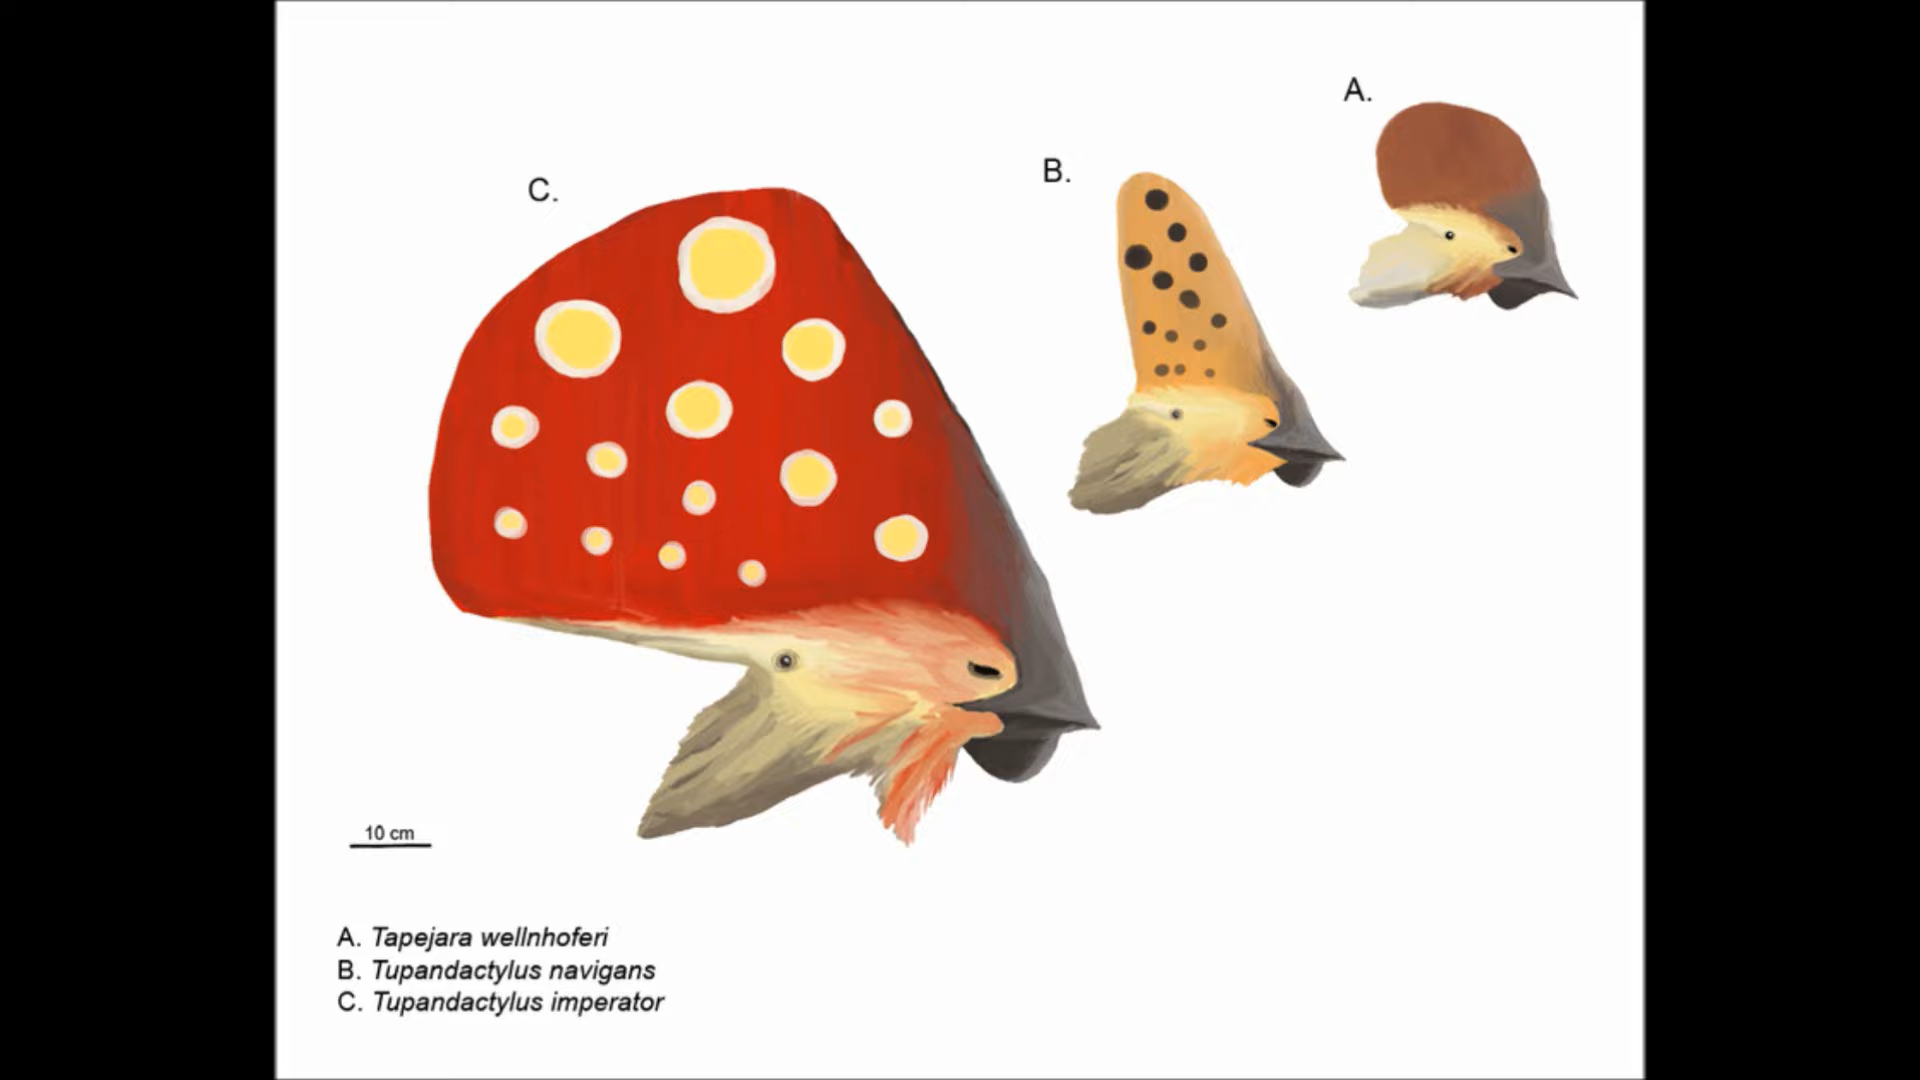 A.
B.
C.
10 cm
A. Tapejara wellnhoferi
B. Tupandactylus navigans
C. Tupandactylus imperator